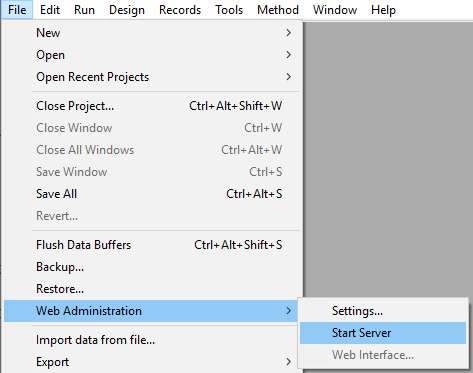 File Edit Run Design Records Tools Method Window Help
New
Open
Open Recent Projects
Close Project... Ctrl+Alt+Shift+W
Close Window Ctrl+W
Close All Windows Ctrl+Alt+W
Save Window Ctrl+S
Save All Ctrl+Alt+S
Revert...
Flush Data Buffers Ctrl+Alt+Shift+S
Backup...
Restore...
Web Administration Settings...
Start Server
Import data from file... Web Interface...
Export